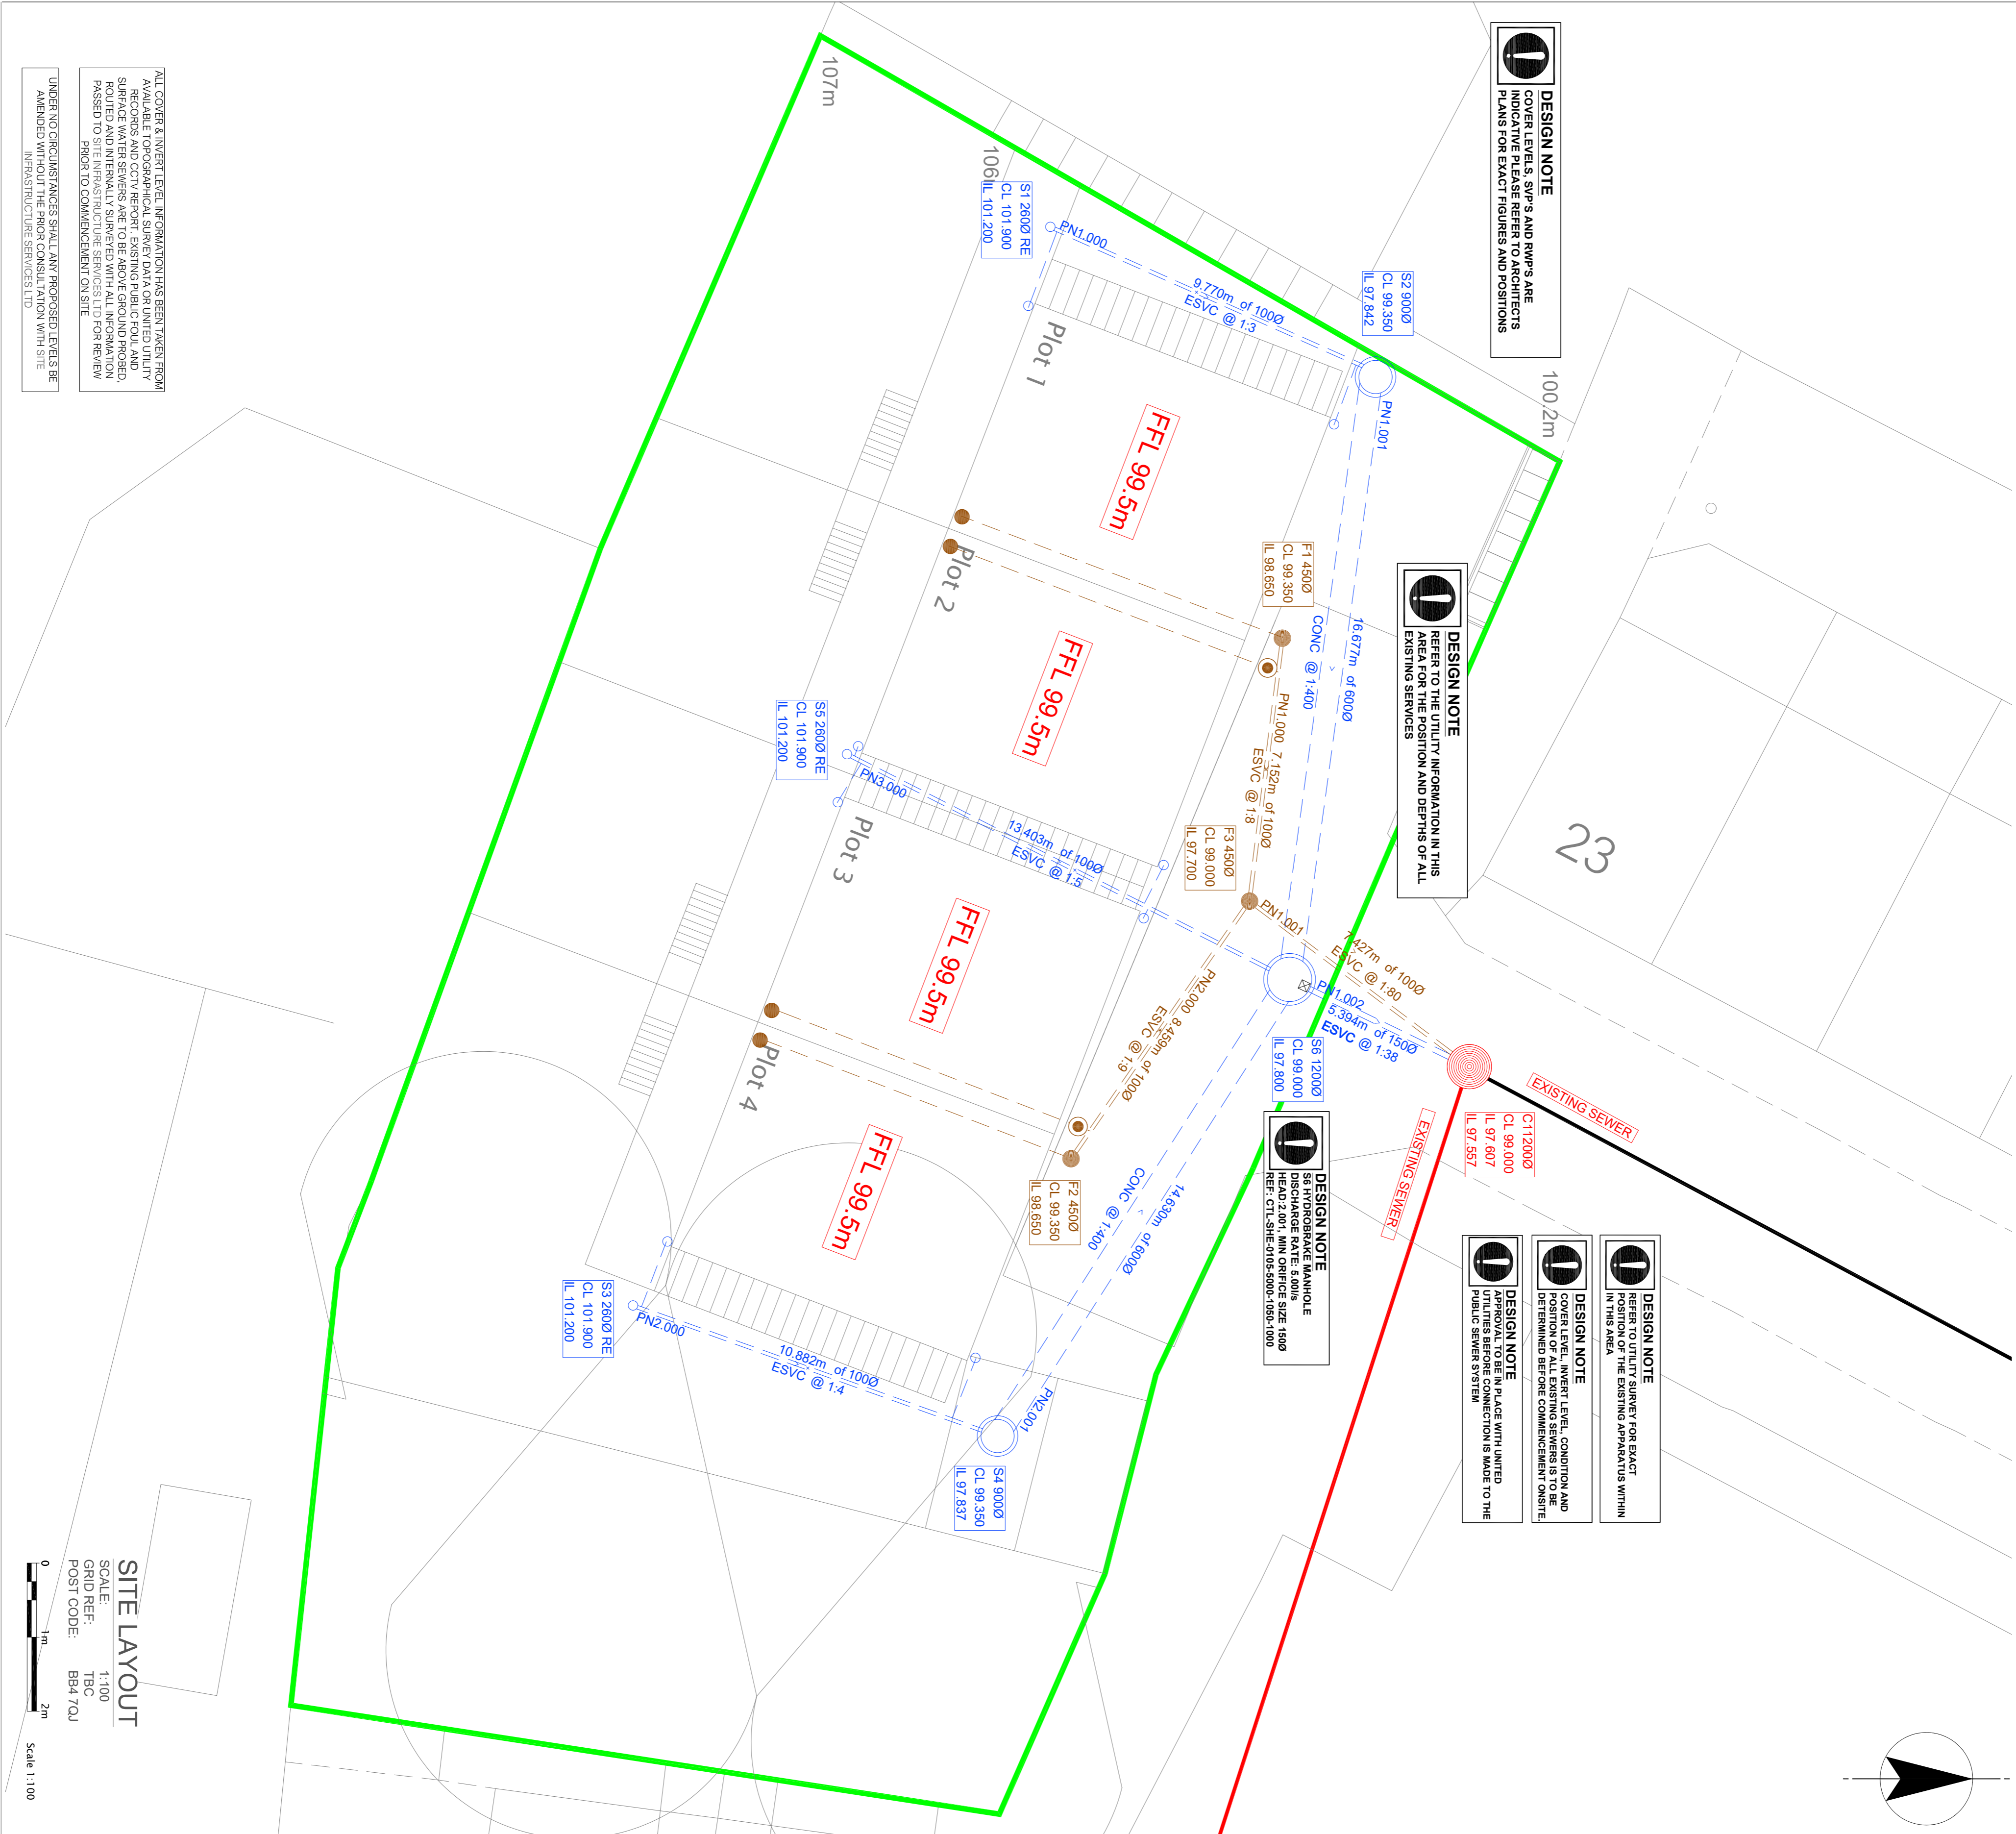 DESIGN NOTE
COVER LEVELS, SVP'S AND RWP'S ARE
INDICATIVE PLEASE REFER TO ARCHITECTS
PLANS FOR EXACT FIGURES AND POSITIONS
DESIGN NOTE
REFER TO THE UTILITY INFORMATION IN THIS
AREA FOR THE POSITION AND DEPTHS OF ALL
EXISTING SERVICES
DESIGN NOTE
REFER TO UTILITY SURVEY FOR EXACT
POSITION OF THE EXISTING APPARATUS WITHIN
IN THIS AREA
DESIGN NOTE
COVER LEVEL, INVERT LEVEL, CONDITION AND
POSITION OF ALL EXISTING SEWERS IS TO BE
DETERMINED BEFORE COMMENCEMENT ONSITE.
DESIGN NOTE
APPROVAL TO BE IN PLACE WITH UNITED
UTILITIES BEFORE CONNECTION IS MADE TO THE
PUBLIC SEWER SYSTEM
DESIGN NOTE
S6 HYDROBRAKE MANHOLE
DISCHARGE RATE: 5.00l/s
HEAD:2.001, MIN ORIFICE SIZE 150Ø
REF: CTL-SHE-0105-5000-1050-1000
23
100.2m
107m
106
EXISTING SEWER
EXISTING SEWER
C1 1200Ø
CL 99.000
IL 97.607
IL 97.557
S2 900Ø
CL 99.350
IL 97.842
PN1.001
16.677m of 600Ø
CONC @ 1:400
S1 260Ø RE
CL 101.900
IL 101.200
PN1.000
9.770m of 100Ø
ESVC @ 1:3
F1 450Ø
CL 99.350
IL 98.650
PN1.000 7.152m of 100Ø
ESVC @ 1:8
F3 450Ø
CL 99.000
IL 97.700
PN1.001
7.427m of 100Ø
ESVC @ 1:80
PN1.002
5.394m of 150Ø
ESVC @ 1:38
S6 1200Ø
CL 99.000
IL 97.800
PN2.000 8.459m of 100Ø
ESVC @ 1:9
F2 450Ø
CL 99.350
IL 98.650
14.630m of 600Ø
CONC @ 1:400
PN2.001
S4 900Ø
CL 99.350
IL 97.837
S5 260Ø RE
CL 101.900
IL 101.200
PN3.000
13.403m of 100Ø
ESVC @ 1:5
S3 260Ø RE
CL 101.900
IL 101.200
PN2.000
10.882m of 100Ø
ESVC @ 1:4
Plot 1
FFL 99.5m
Plot 2
FFL 99.5m
Plot 3
FFL 99.5m
Plot 4
FFL 99.5m
ALL COVER & INVERT LEVEL INFORMATION HAS BEEN TAKEN FROM
AVAILABLE TOPOGRAPHICAL SURVEY DATA OR UNITED UTILITY
RECORDS AND CCTV REPORT. EXISTING PUBLIC FOUL AND
SURFACE WATER SEWERS ARE TO BE ABOVE GROUND PROBED,
ROUTED AND INTERNALLY SURVEYED WITH ALL INFORMATION
PASSED TO SITE INFRASTRUCTURE SERVICES LTD FOR REVIEW
PRIOR TO COMMENCEMENT ON SITE
UNDER NO CIRCUMSTANCES SHALL ANY PROPOSED LEVELS BE
AMENDED WITHOUT THE PRIOR CONSULTATION WITH SITE
INFRASTRUCTURE SERVICES LTD
SITE LAYOUT
SCALE: 1:100
GRID REF: TBC
POST CODE: BB4 7QJ
0 1m 2m
Scale 1:100